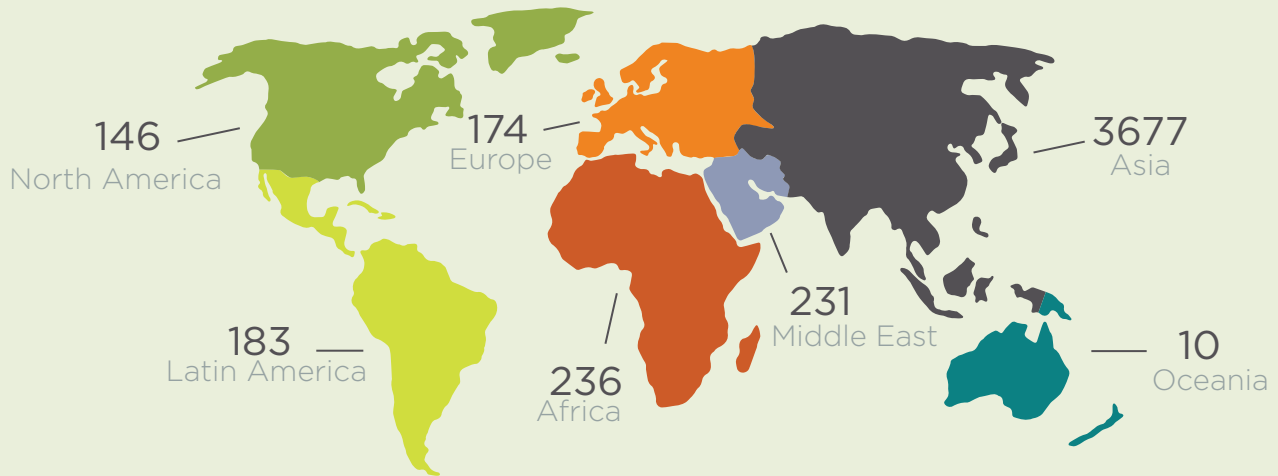 146
North America
174
Europe
3677
Asia
183
Latin America
236
Africa
231
Middle East
10
Oceania